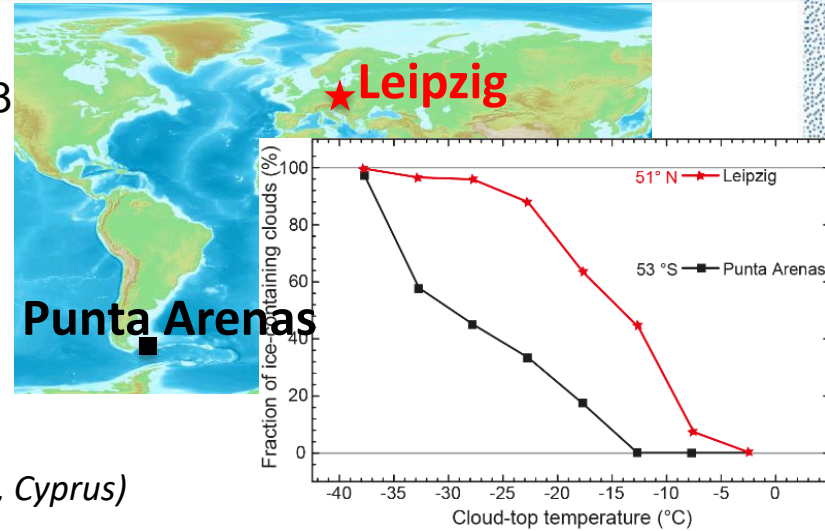 3
Leipzig
Punta Arenas
Fraction of ice-containing clouds (%)
100
80
60
40
20
0
51° N Leipzig
53 °S Punta Arenas
-40 -35 -30 -25 -20 -15 -10 -5 0
Cloud-top temperature (°C)
, Cyprus)